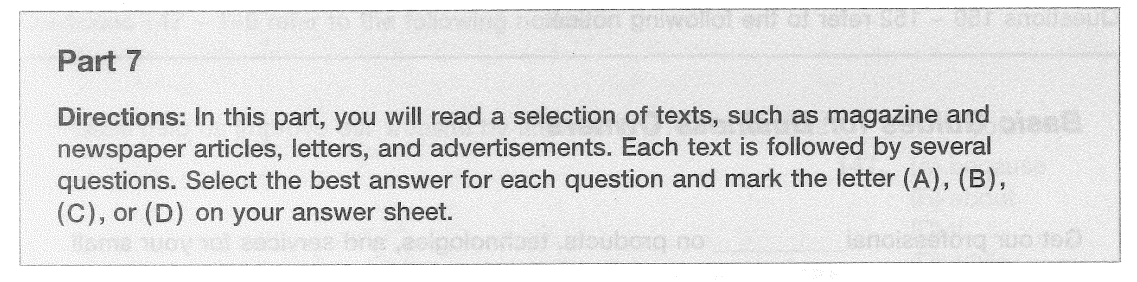 Part 7
Directions: In this part, you will read a selection of texts, such as magazine and
newspaper articles, letters, and advertisements. Each text is followed by several
questions. Select the best answer for each question and mark the letter (A), (B),
(C), or (D) on your answer sheet.